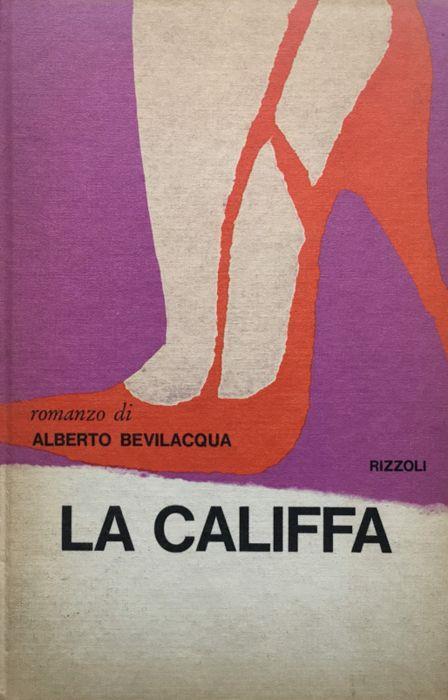 romanzo di
ALBERTO BEVILACQUA
RIZZOLI
LA CALIFFA